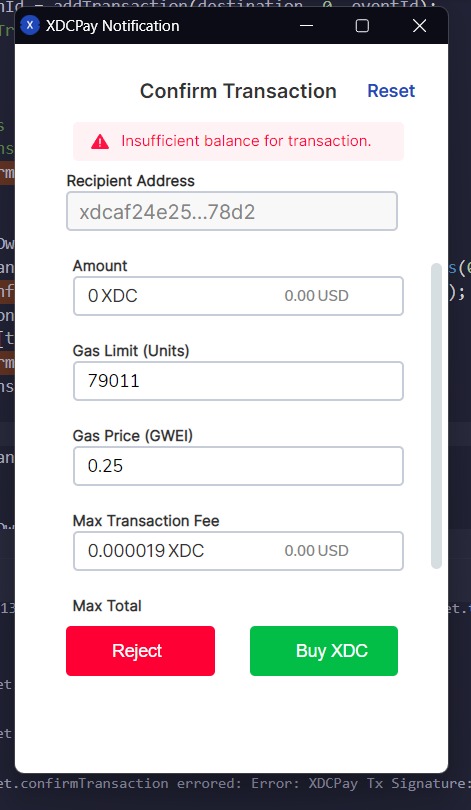 nId = addTransaction(destination, 0, eventId);
X XDCPay Notification
Confirm Transaction Reset
Insufficient balance for transaction.
Recipient Address
xdcaf24e25...78d2
Amount
0 XDC 0.00 USD
Gas Limit (Units)
79011
Gas Price (GWEI)
0.25
Max Transaction Fee
0.000019 XDC 0.00 USD
Max Total
Reject Buy XDC
et.confirmTransaction errored: Error: XDCPay Tx Signature: